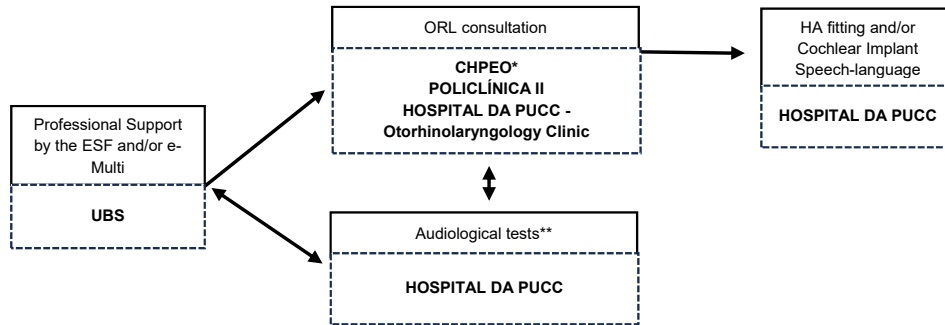 Professional Support
by the ESF and/or e-
Multi
UBS
ORL consultation
CHPEO*
POLICLÍNICA II
HOSPITAL DA PUCC -
Otorhinolaryngology Clinic
Audiological tests**
HOSPITAL DA PUCC
HA fitting and/or
Cochlear Implant
Speech-language
HOSPITAL DA PUCC